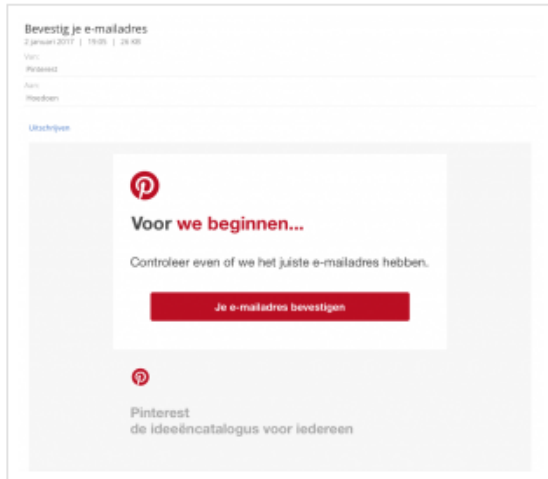 Bevestig je e-mailadres
2 januari 2017 | 19:05 | 26 KB
Van:
Pinterest
Aan:
Hoedoen
Uitschrijven
Voor we beginnen...
Controleer even of we het juiste e-mailadres hebben.
Je e-mailadres bevestigen
Pinterest
de ideeëncatalogus voor iedereen